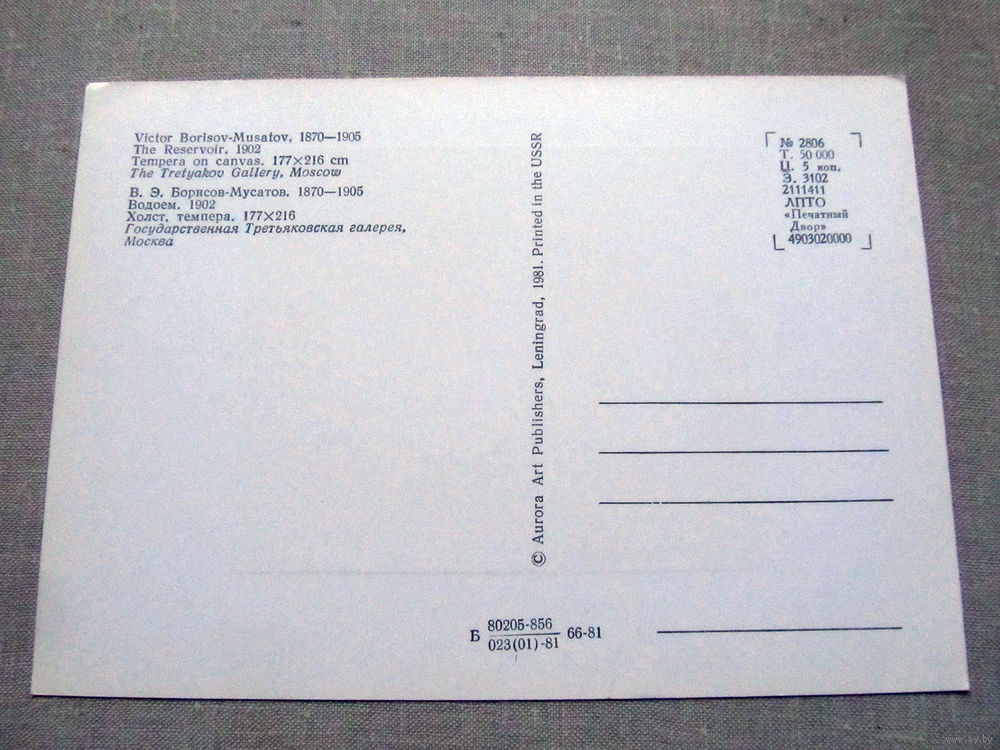 Victor Borisov-Musatov. 1870—1905
The Reservoir. 1902
Tempera on canvas. 177×216 cm
The Tretyakov Gallery, Moscow
В. Э. Борисов-Мусатов. 1870—1905
Водоем. 1902
Холст, темпера. 177×216
Государственная Третьяковская галерея,
Москва
© Aurora Art Publishers, Leningrad, 1981. Printed in the USSR
№ 2806
Т. 50 000
Ц. 5 коп.
З. 3102
2111411
ЛПТО
«Печатный
Двор»
4903020000
Б 80205-856
023(01)-81 66-81
www.ay.by